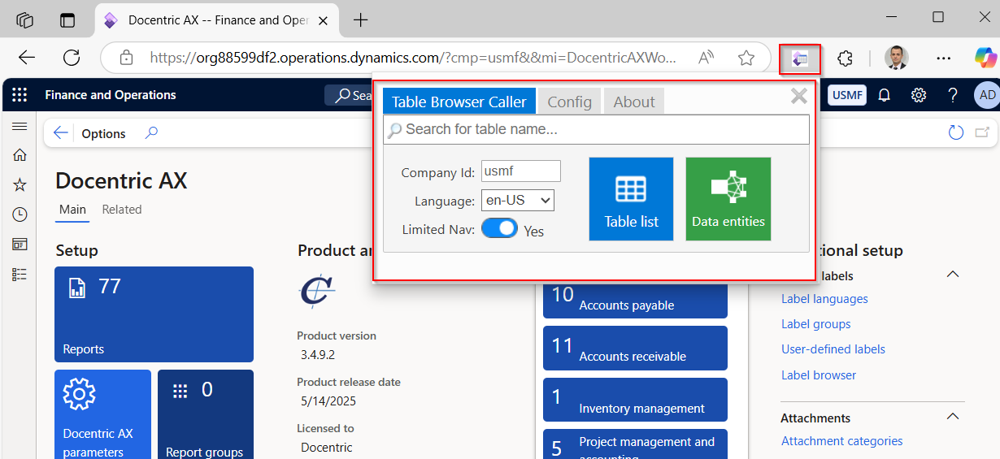 Docentric AX -- Finance and Oper
https://org88599df2.operations.dynamics.com/?cmp=usmf&&mi=DocentricAXWo...
Finance and Operations
Sea
USMF
?
AD
Table Browser Caller
Config
About
Search for table name...
Company Id:
usmf
Language:
en-US
Limited Nav:
Yes
Table list
Data entities
Options
Docentric AX
Main
Related
Setup
77
Reports
Docentric AX
parameters
0
Report groups
Product an
Product version
3.4.9.2
Product release date
5/14/2025
Licensed to
Docentric
10
Accounts payable
11
Accounts receivable
1
Inventory management
5
Project management and
accounting
ional setup
labels
Label languages
Label groups
User-defined labels
Label browser
Attachments
Attachment categories